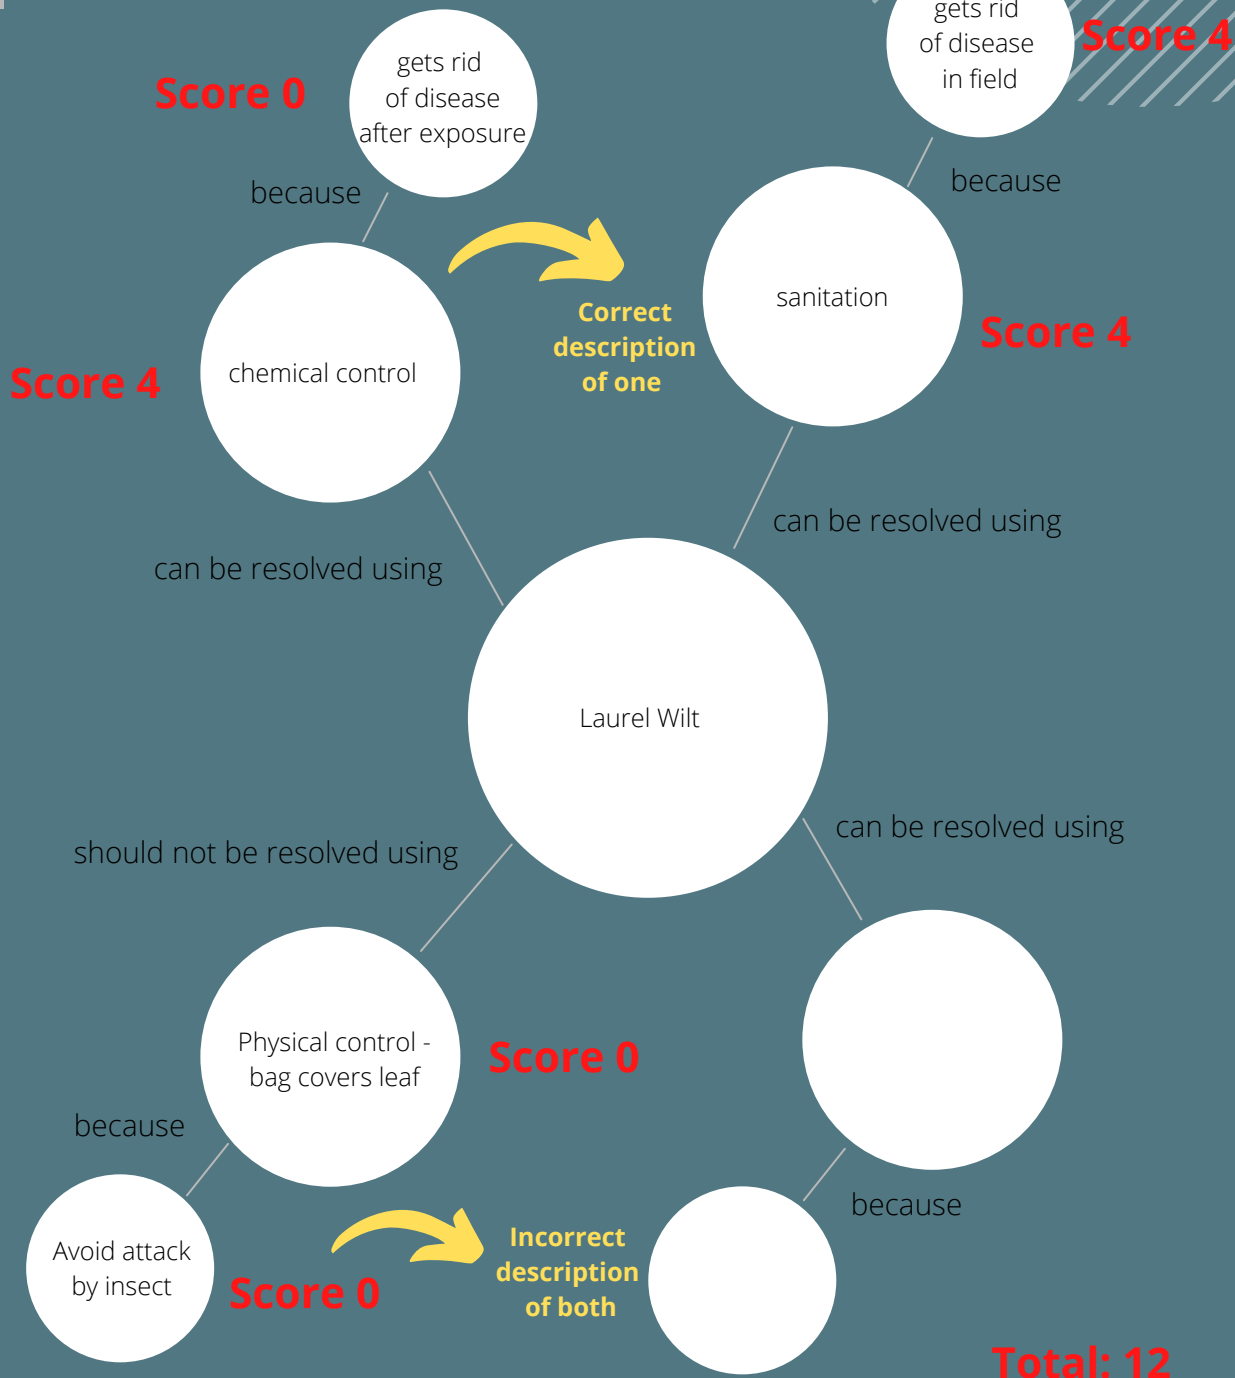 gets rid
of disease
in field
Score 4
gets rid
of disease
after exposure
Score 0
because
because
sanitation
Score 4
Correct
description
of one
chemical control
Score 4
can be resolved using
can be resolved using
Laurel Wilt
can be resolved using
should not be resolved using
Physical control -
bag covers leaf
Score 0
because
because
Avoid attack
by insect
Score 0
Incorrect
description
of both
Total: 12